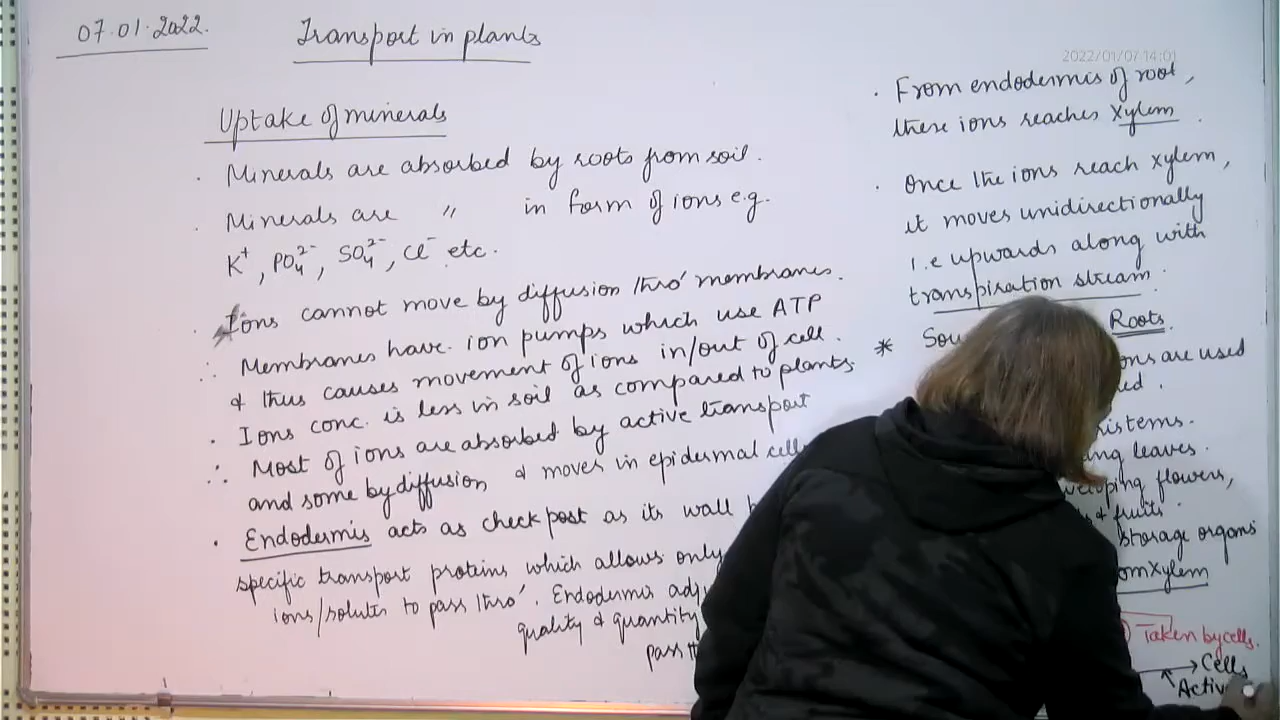 07.01.2022.
Transport in plants
2022/01/07 14:01
Uptake of minerals
. Minerals are absorbed by roots from soil.
. Minerals are " in form of ions e.g.
K⁺, PO₄²⁻, SO₄²⁻, Cl⁻ etc.
. Ions cannot move by diffusion thro' membranes.
∴ Membranes have ion pumps which use ATP
& thus causes movement of ions in/out of cell.
. Ions conc. is less in soil as compared to plants
∴ Most of ions are absorbed by active transport
and some by diffusion & moves in epidermal cells
. Endodermis acts as check post as its wall
specific transport proteins which allows only
ions/solutes to pass thro'. Endodermis adj
quality & quantity
pass
. From endodermis of root,
these ions reaches xylem.
. Once the ions reach xylem,
it moves unidirectionally
i.e upwards along with
transpiration stream.
* Sou Roots.
ons are used
ed.
istems.
ing leaves.
veloping flowers,
& fruits.
storage organs
om xylem
Taken by cells.
→ Cells
Activ